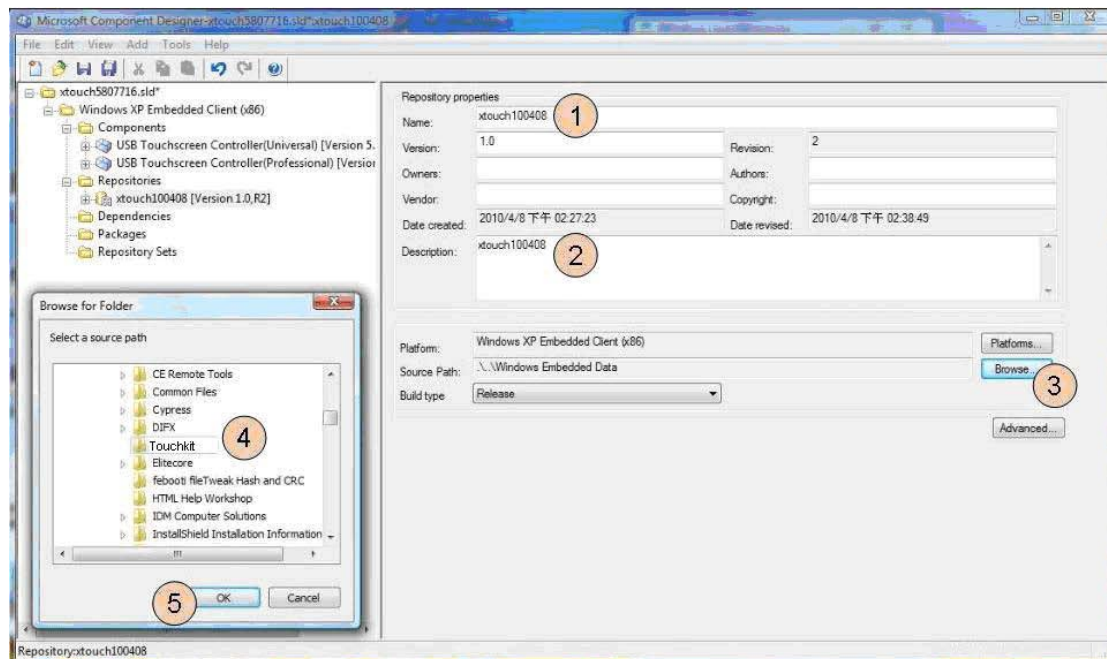 Microsoft Component Designer-xtouch5807716.sld*:xtouch100408
File Edit View Add Tools Help
xtouch5807716.sld*
Windows XP Embedded Client (x86)
Components
USB Touchscreen Controller(Universal) [Version 5.
USB Touchscreen Controller(Professional) [Version
Repositories
xtouch100408 [Version 1.0,R2]
Dependencies
Packages
Repository Sets
Repository properties
Name: xtouch100408 1
Version: 1.0 Revision: 2
Owners: Authors:
Vendor: Copyright:
Date created: 2010/4/8 下午 02:27:23 Date revised: 2010/4/8 下午 02:38:49
Description: xtouch100408 2
Platform: Windows XP Embedded Client (x86) Platforms...
Source Path: .\..\Windows Embedded Data Browse... 3
Build type Release
Advanced...
Browse for Folder
Select a source path
CE Remote Tools
Common Files
Cypress
DIFX
Touchkit 4
Elitecore
febooti fileTweak Hash and CRC
HTML Help Workshop
IDM Computer Solutions
InstallShield Installation Information
5 OK Cancel
Repository:xtouch100408